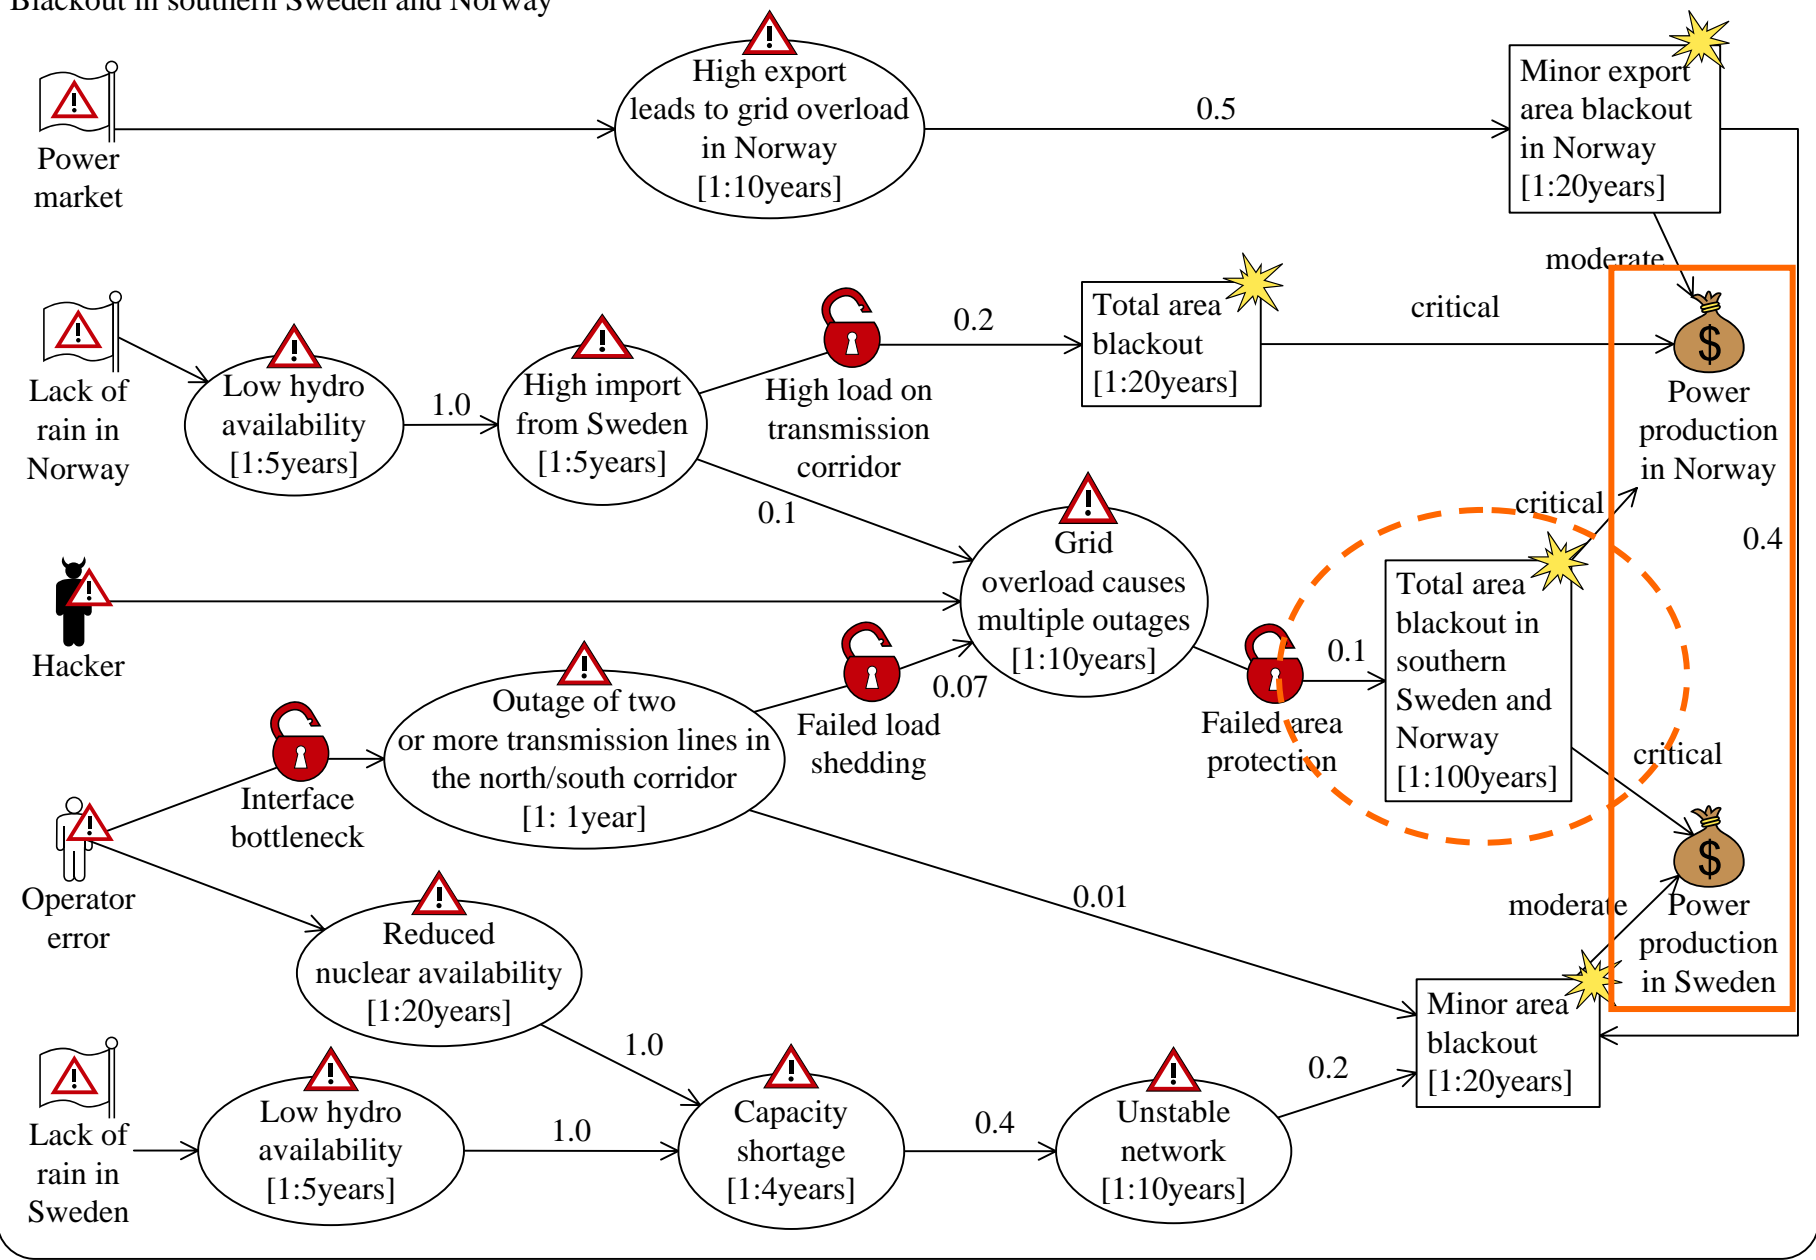 Blackout in southern Sweden and Norway
High export
leads to grid overload
in Norway
[1:10years]
0.5
Minor export
area blackout
in Norway
[1:20years]
Power
market
moderate
Lack of
rain in
Norway
Low hydro
availability
[1:5years]
1.0
High import
from Sweden
[1:5years]
High load on
transmission
corridor
0.2
Total area
blackout
[1:20years]
critical
$
Power
production
in Norway
0.1
critical
0.4
Hacker
Grid
overload causes
multiple outages
[1:10years]
Failed area
protection
0.1
Total area
blackout in
southern
Sweden and
Norway
[1:100years]
critical
Outage of two
or more transmission lines in
the north/south corridor
[1: 1year]
Failed load
shedding
0.07
Interface
bottleneck
Operator
error
0.01
$
moderate
Power
production
in Sweden
Reduced
nuclear availability
[1:20years]
1.0
Minor area
blackout
[1:20years]
Lack of
rain in
Sweden
Low hydro
availability
[1:5years]
1.0
Capacity
shortage
[1:4years]
0.4
Unstable
network
[1:10years]
0.2